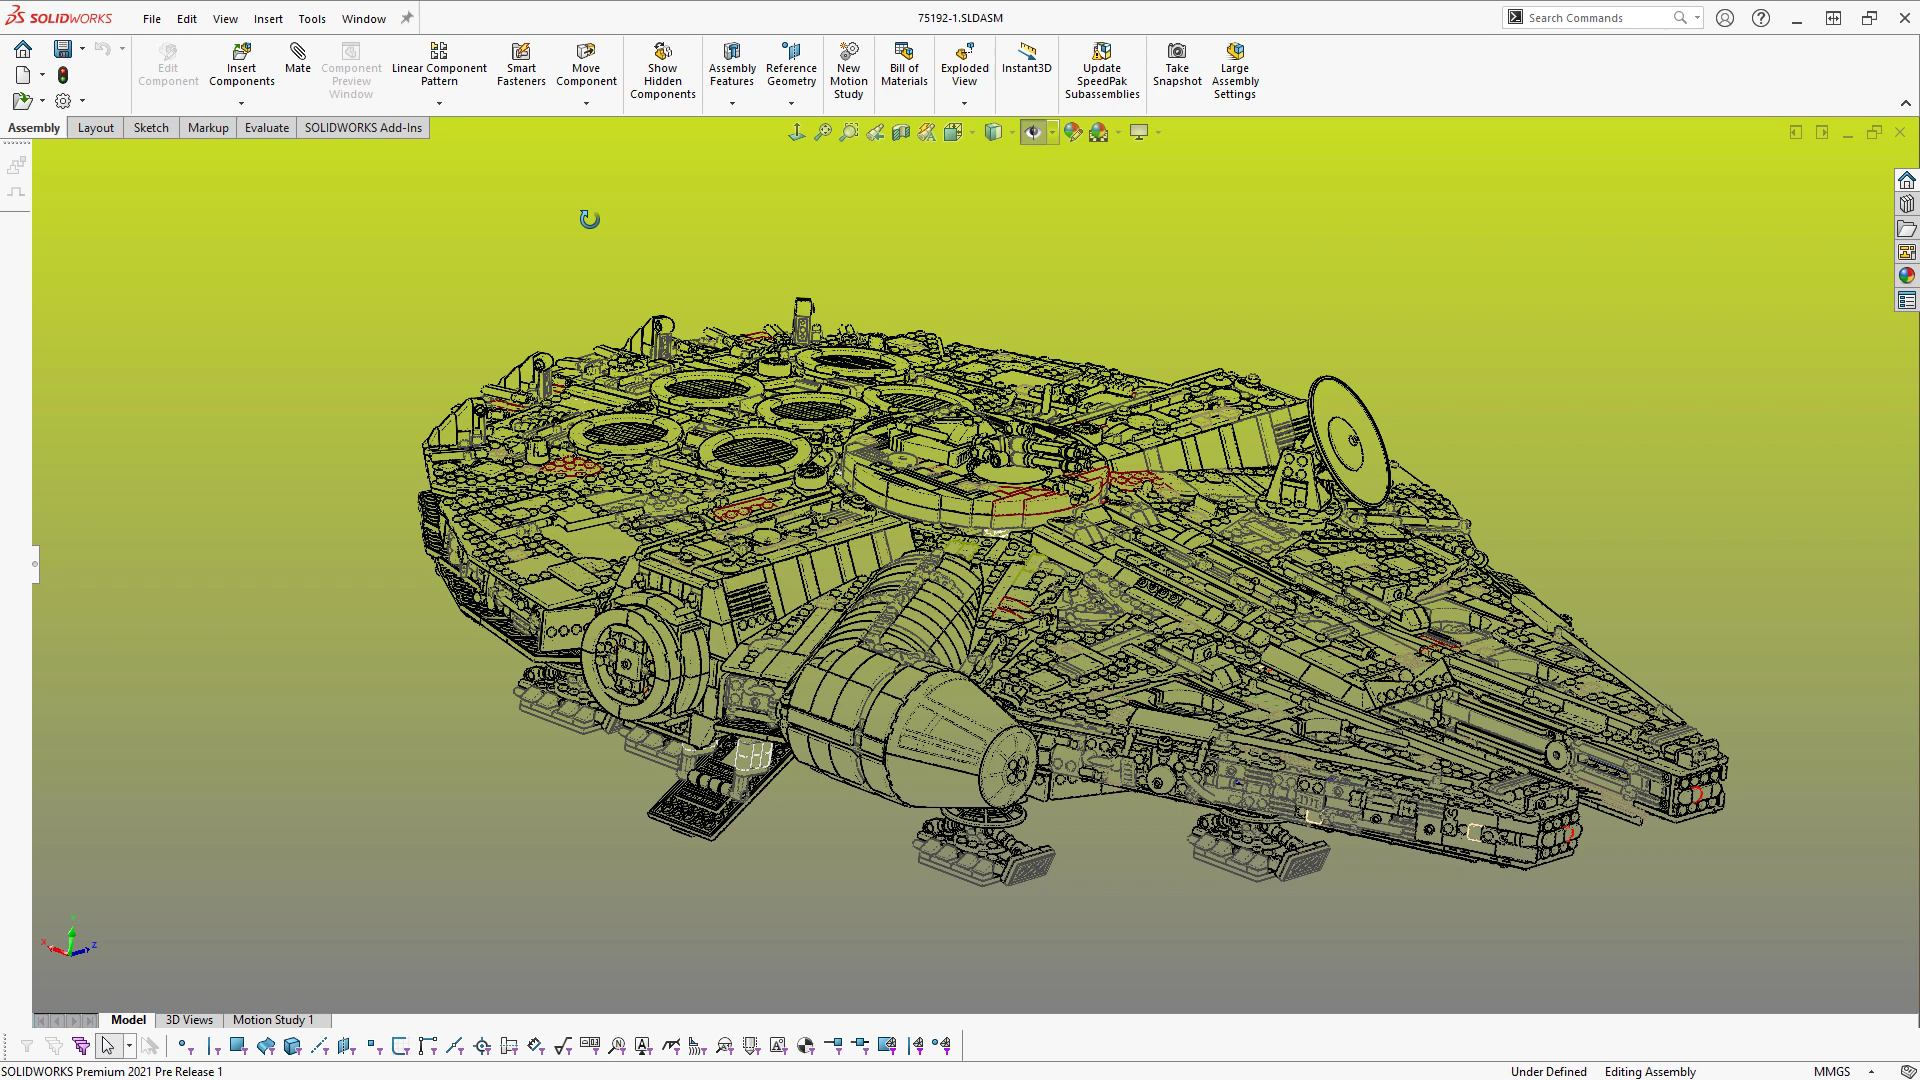 SOLIDWORKS
File Edit View Insert Tools Window
75192-1.SLDASM
Search Commands
Edit Component
Insert Components
Mate
Component Preview Window
Linear Component Pattern
Smart Fasteners
Move Component
Show Hidden Components
Assembly Features
Reference Geometry
New Motion Study
Bill of Materials
Exploded View
Instant3D
Update SpeedPak Subassemblies
Take Snapshot
Large Assembly Settings
Assembly Layout Sketch Markup Evaluate SOLIDWORKS Add-Ins
Y
X
Z
Model 3D Views Motion Study 1
SOLIDWORKS Premium 2021 Pre Release 1
Under Defined Editing Assembly MMGS